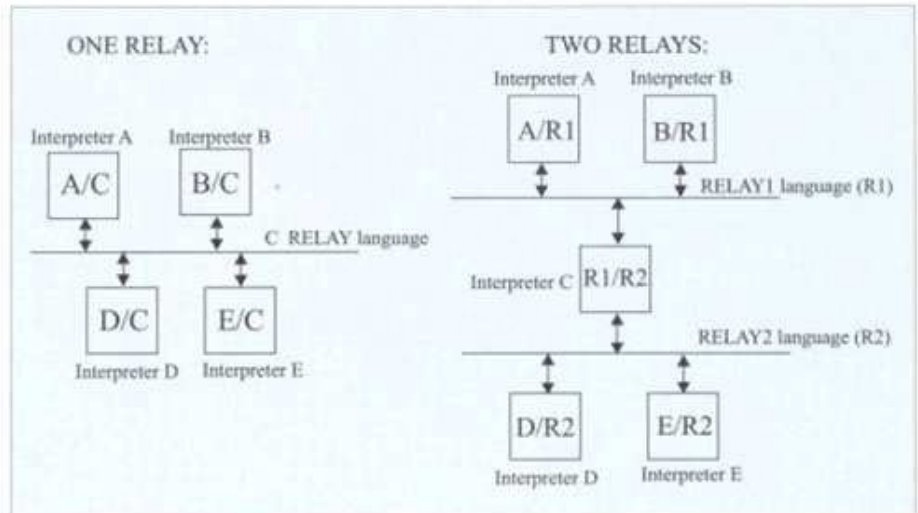 ONE RELAY:
Interpreter A
Interpreter B
A/C
B/C
C RELAY language
D/C
E/C
Interpreter D
Interpreter E
TWO RELAYS:
Interpreter A
Interpreter B
A/R1
B/R1
RELAY1 language (R1)
Interpreter C
R1/R2
RELAY2 language (R2)
D/R2
E/R2
Interpreter D
Interpreter E